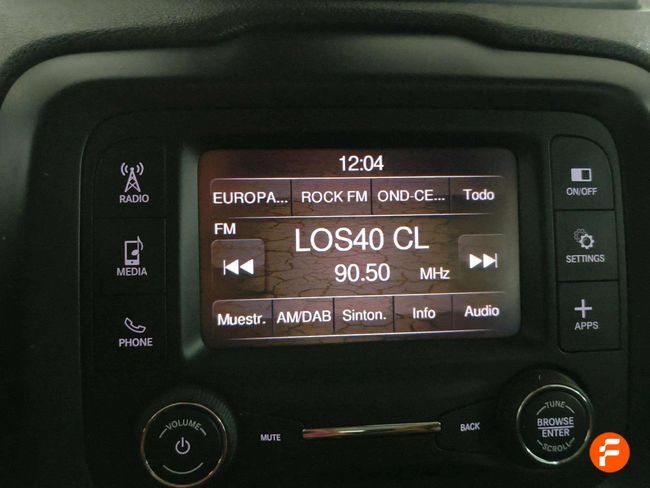 12:04
EUROPA... ROCK FM OND-CE... Todo
FM
LOS40 CL
90.50 MHz
Muestr. AM/DAB Sinton. Info Audio
RADIO
MEDIA
PHONE
ON/OFF
SETTINGS
APPS
VOLUME
MUTE
BACK
TUNE
BROWSE
ENTER
SCROLL